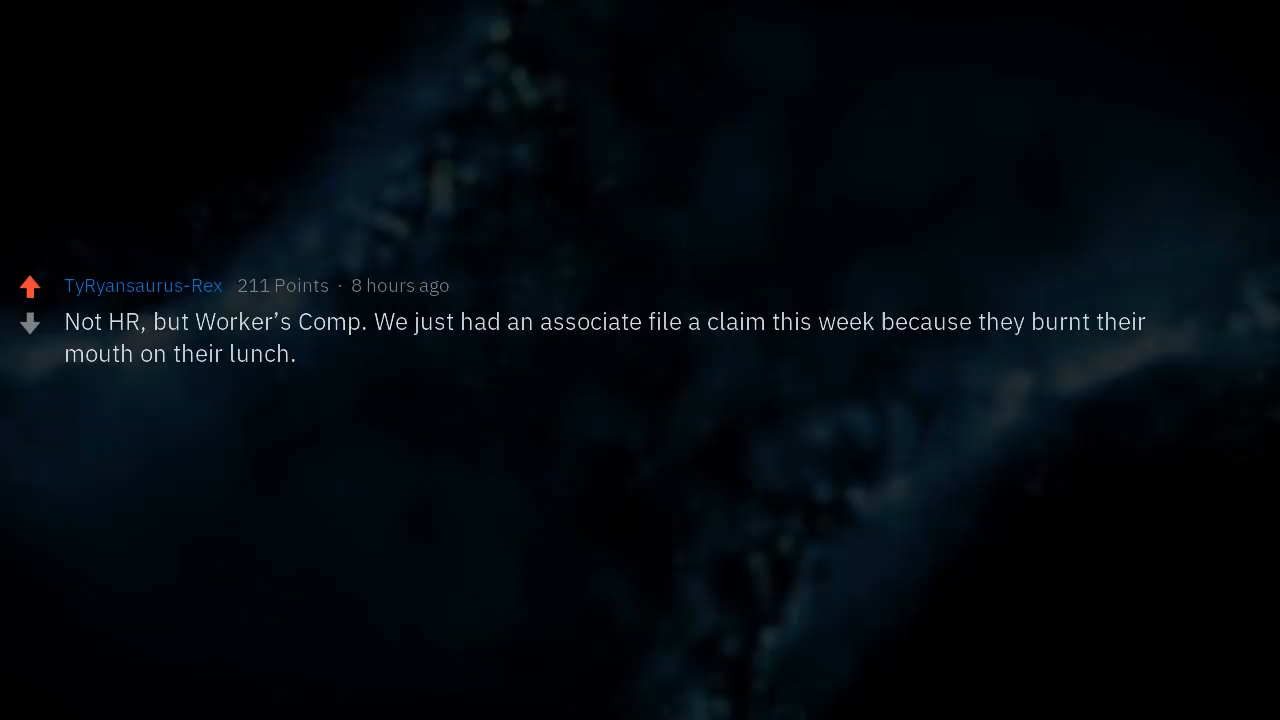 TyRyansaurus-Rex 211 Points · 8 hours ago
Not HR, but Worker’s Comp. We just had an associate file a claim this week because they burnt their
mouth on their lunch.